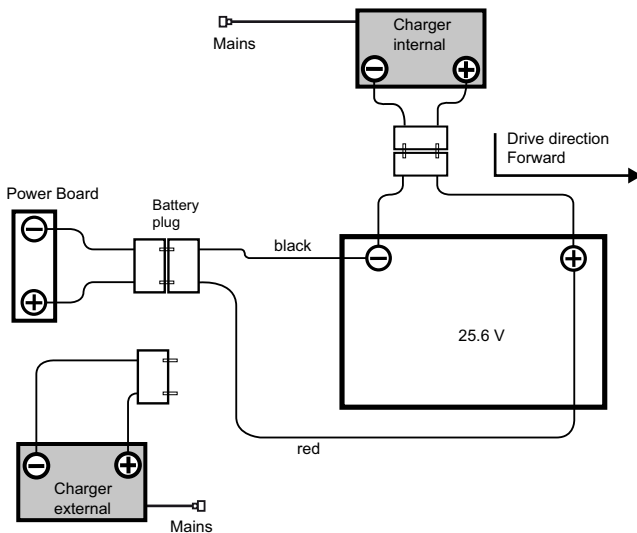 Charger
internal
Mains
Drive direction
Forward
Power Board
Battery
plug
black
25.6 V
red
Charger
external
Mains